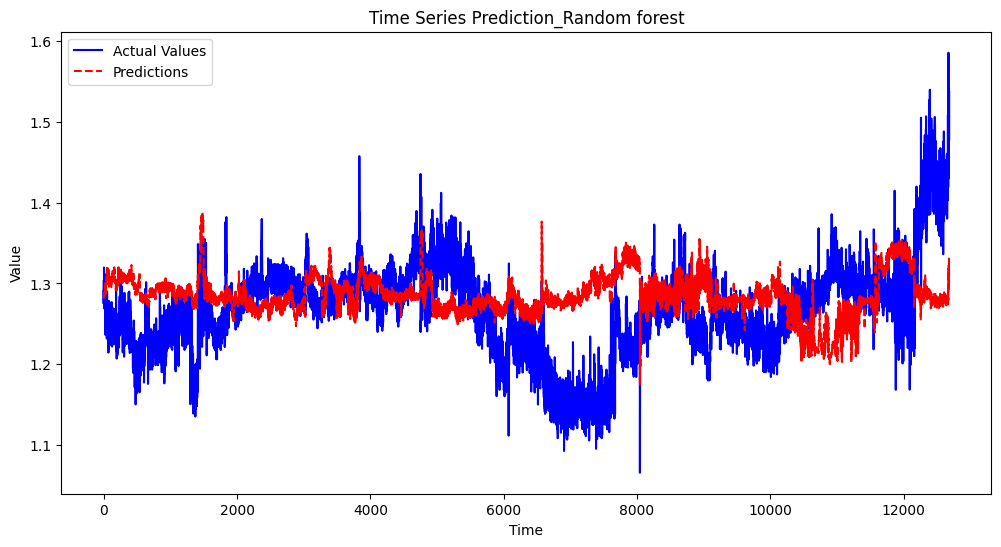 Time Series Prediction_Random forest
Actual Values
Predictions
1.6
1.5
1.4
1.3
1.2
1.1
Value
0
2000
4000
6000
8000
10000
12000
Time